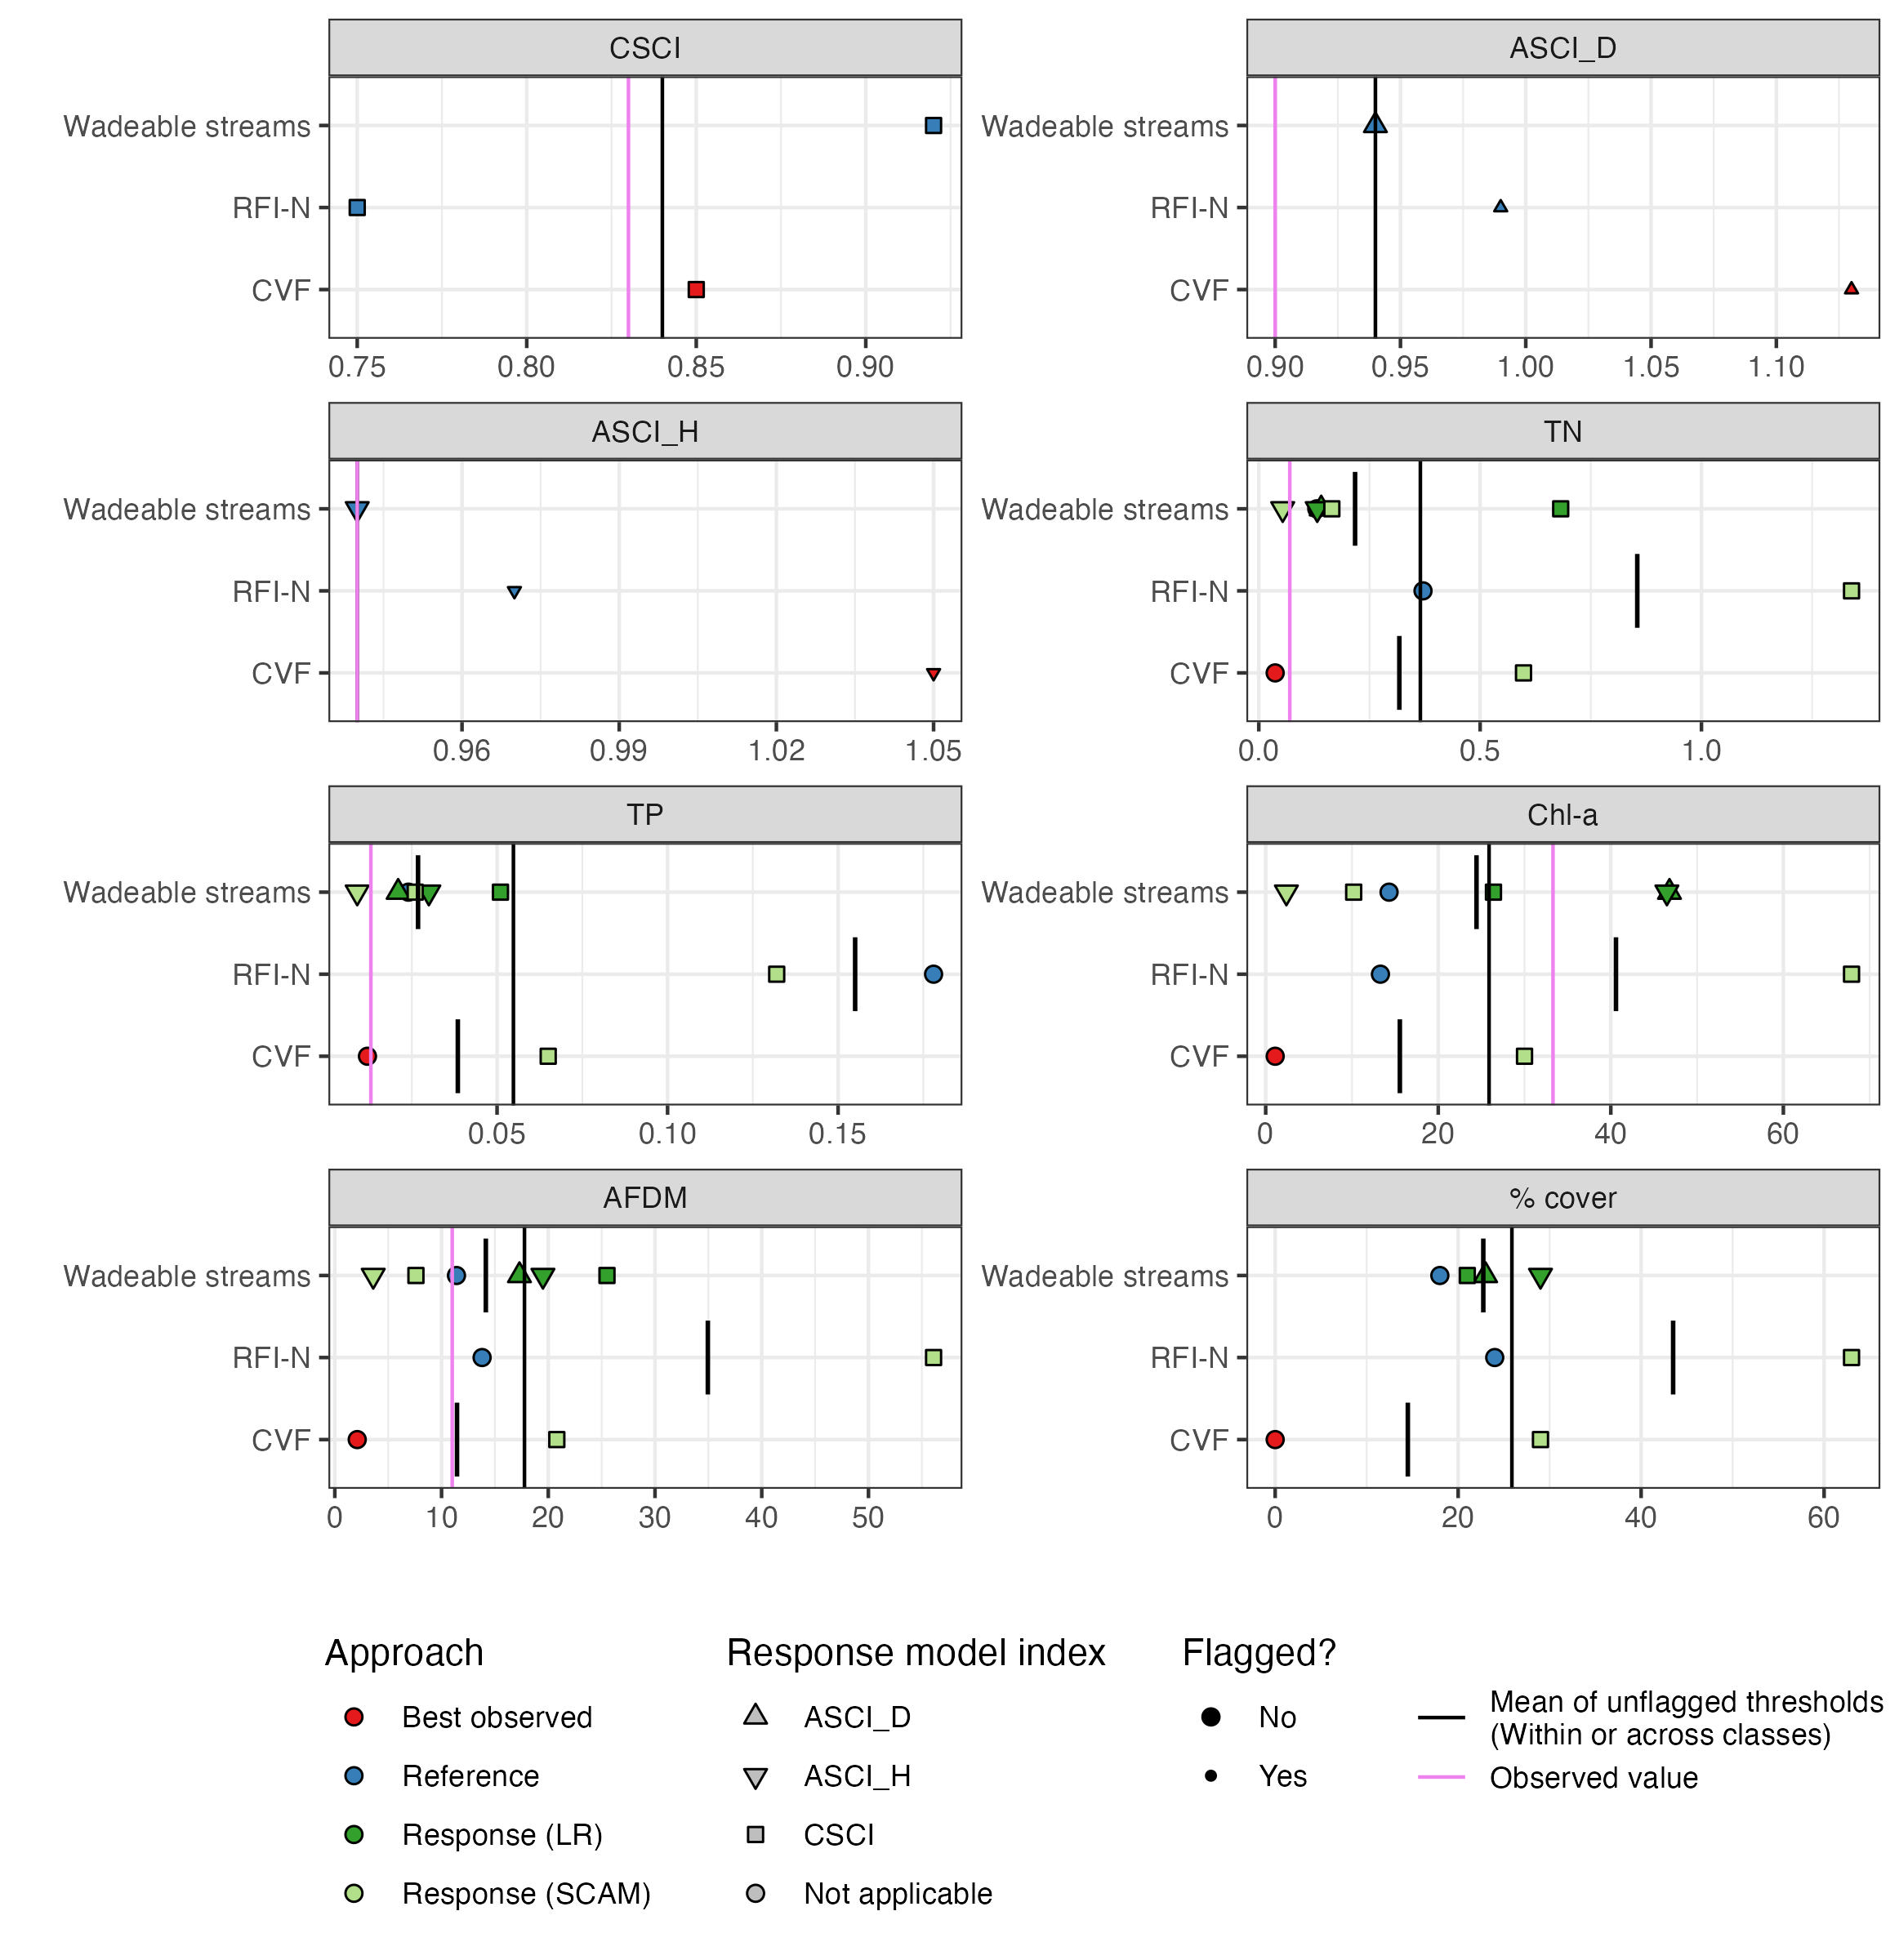 CSCI
ASCI_D
Wadeable streams
RFI-N
CVF
0.75 0.80 0.85 0.90
Wadeable streams
RFI-N
CVF
0.90 0.95 1.00 1.05 1.10
ASCI_H
TN
Wadeable streams
RFI-N
CVF
0.96 0.99 1.02 1.05
Wadeable streams
RFI-N
CVF
0.0 0.5 1.0
TP
Chl-a
Wadeable streams
RFI-N
CVF
0.05 0.10 0.15
Wadeable streams
RFI-N
CVF
0 20 40 60
AFDM
% cover
Wadeable streams
RFI-N
CVF
0 10 20 30 40 50
Wadeable streams
RFI-N
CVF
0 20 40 60
Approach
Best observed
Reference
Response (LR)
Response (SCAM)
Response model index
ASCI_D
ASCI_H
CSCI
Not applicable
Flagged?
No
Yes
Mean of unflagged thresholds
(Within or across classes)
Observed value